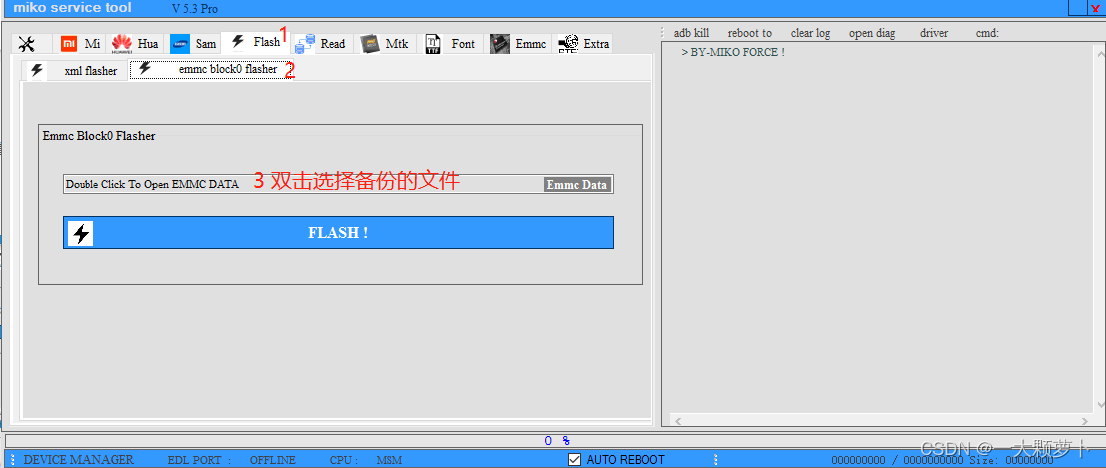 miko service tool V 5.3 Pro x
Mi Hua Sam Flash 1 Read Mtk Font Emmc Extra
HUAWEI
xml flasher emmc block0 flasher 2
adb kill reboot to clear log open diag driver cmd:
> BY-MIKO FORCE !
Emmc Block0 Flasher
Double Click To Open EMMC DATA 3 双击选择备份的文件 Emmc Data
FLASH !
0 %
DEVICE MANAGER EDL PORT : OFFLINE CPU : MSM AUTO REBOOT 000000000 / 0000000000 Size: 00000000
CSDN @一大颗萝卜